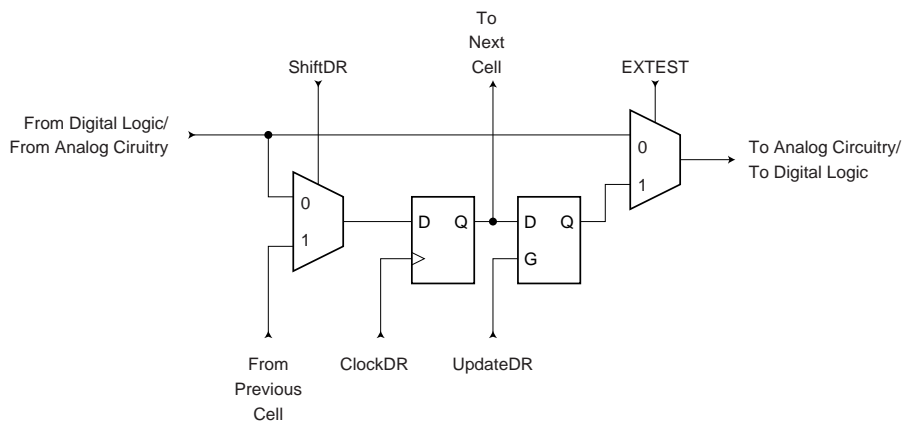 To
Next
Cell
ShiftDR
EXTEST
From Digital Logic/
From Analog Ciruitry
0
1
To Analog Circuitry/
To Digital Logic
0
1
D Q
D Q
G
From
Previous
Cell
ClockDR
UpdateDR